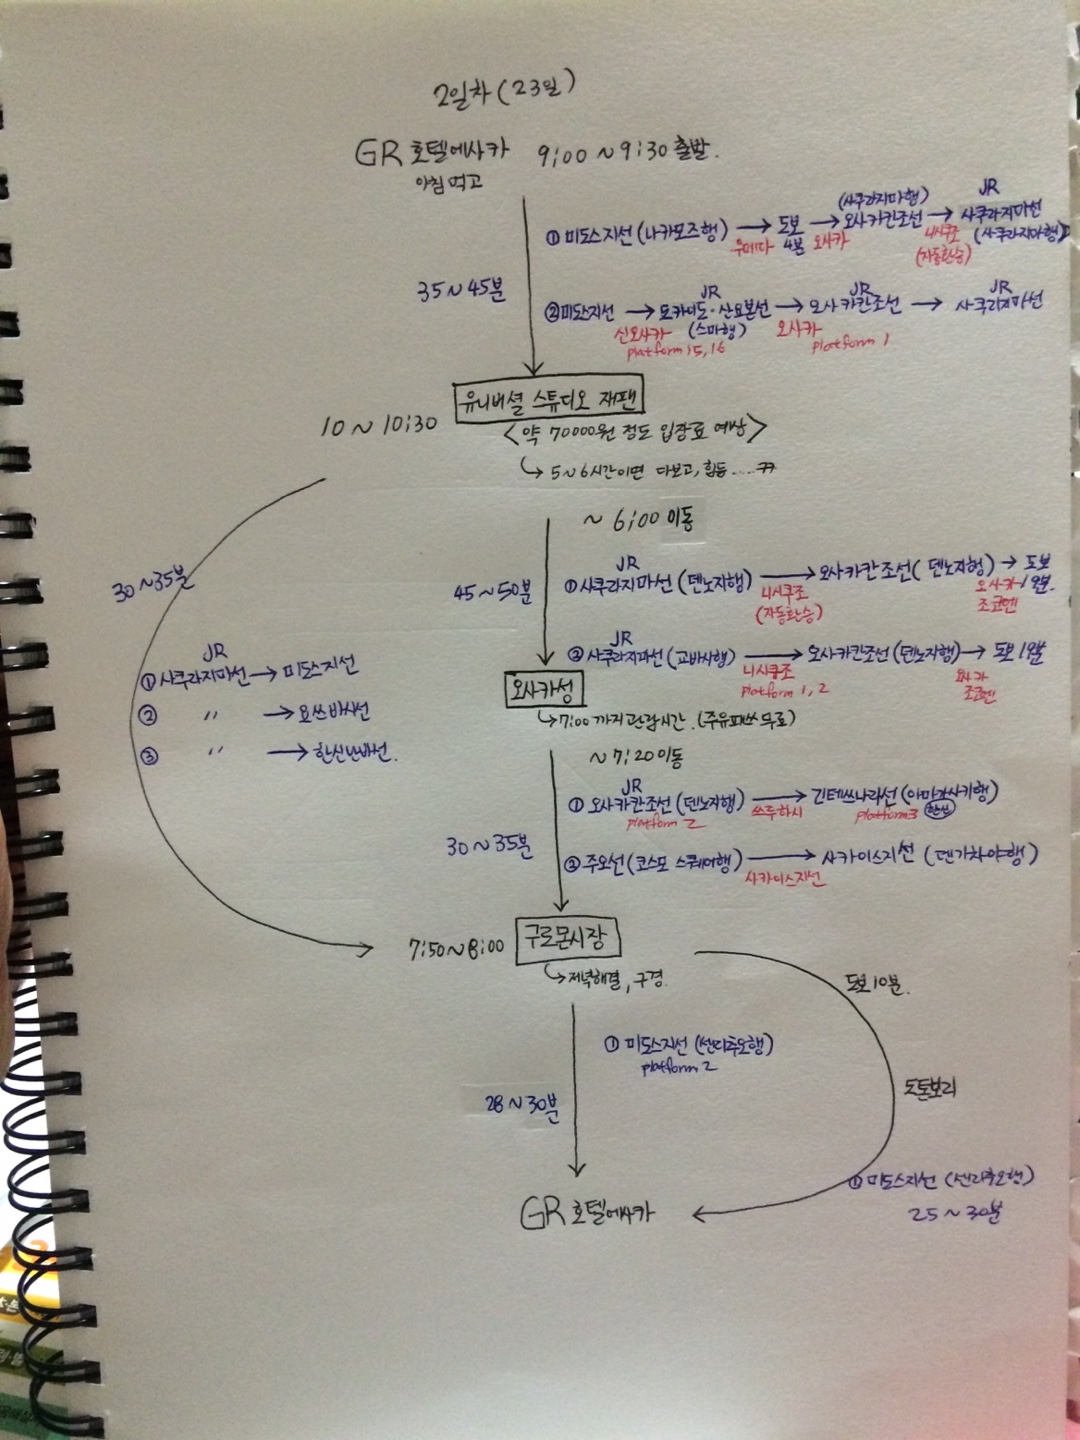 2일차(23일)
GR 호텔에사카 9:00 ~ 9:30 출발.
아침 먹고
(사쿠라지마행) JR
① 미도스지선 (나카모즈행) → 도보 → 오사카칸조선 → 사쿠라지마선
우메다 4분 오사카 니시쿠조 (사쿠라지마행)
(자동환승)
35~45분
JR JR JR
② 미도스지선 → 토카이도·산요본선 → 오사카칸조선 → 사쿠라지마선
신오사카 (스마행) 오사카
platform 15,16 platform 1
유니버셜 스튜디오 재팬
10 ~ 10:30
<약 70000원 정도 입장료 예상>
↳ 5~6시간이면 다보고, 힘듬....ㅋㅋ
~ 6:00 이동
30~35분
JR
① 사쿠라지마선 (덴노지행) → 오사카칸조선( 덴노지행) → 도보
45~50분
니시쿠조 오사카 1분.
(자동환승) 조코엔
JR
② 사쿠라지마선 (교바시행) → 오사카칸조선 (덴노지행) → 도보 1분
니시쿠조 오사카
platform 1, 2 조코엔
JR
① 사쿠라지마선 → 미도스지선
② 〃 → 요쓰바시선
③ 〃 → 한신난바선.
오사카성
↳ 7:00 까지 관람시간. (주유패쓰 무료)
~ 7:20 이동
JR
① 오사카칸조선 (덴노지행) → 긴테쓰나라선 (아마가사키행)
platform 2 쓰루하시 platform 3 한신
30~35분
② 주오선 (코스모 스퀘어행) → 사카이스지선 (덴가차야행)
사카이스지선
7:50~8:00 구로몬시장
↳ 저녁해결, 구경.
도보 10분.
① 미도스지선 (센리추오행)
platform 2
28~30분
도톤보리
① 미도스지선 (센리추오행)
25~30분
GR 호텔에사카